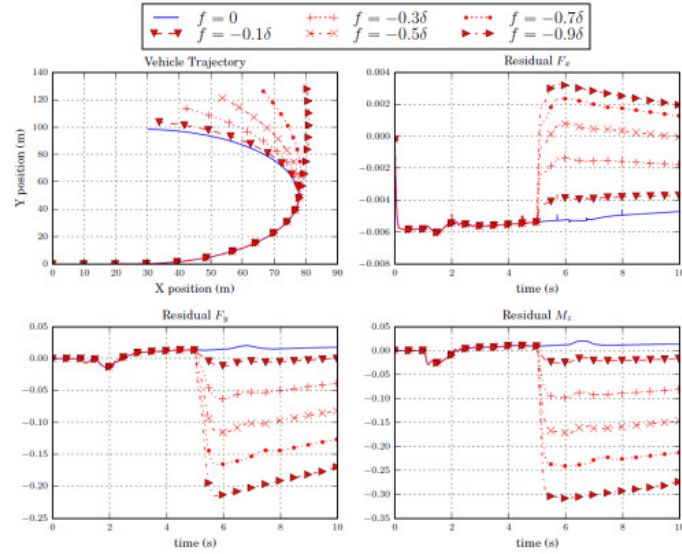 f = 0 f = −0.3δ f = −0.7δ
f = −0.1δ f = −0.5δ f = −0.9δ
Vehicle Trajectory
140
120
100
80
60
40
20
0
Y position (m)
0 10 20 30 40 50 60 70 80 90
X position (m)
Residual Fx
0.004
0.002
0.000
−0.002
−0.004
−0.006
−0.008
0 2 4 6 8 10
time (s)
Residual Fy
0.05
0.00
−0.05
−0.10
−0.15
−0.20
−0.25
0 2 4 6 8 10
time (s)
Residual Mz
0.05
0.00
−0.05
−0.10
−0.15
−0.20
−0.25
−0.30
−0.35
0 2 4 6 8 10
time (s)